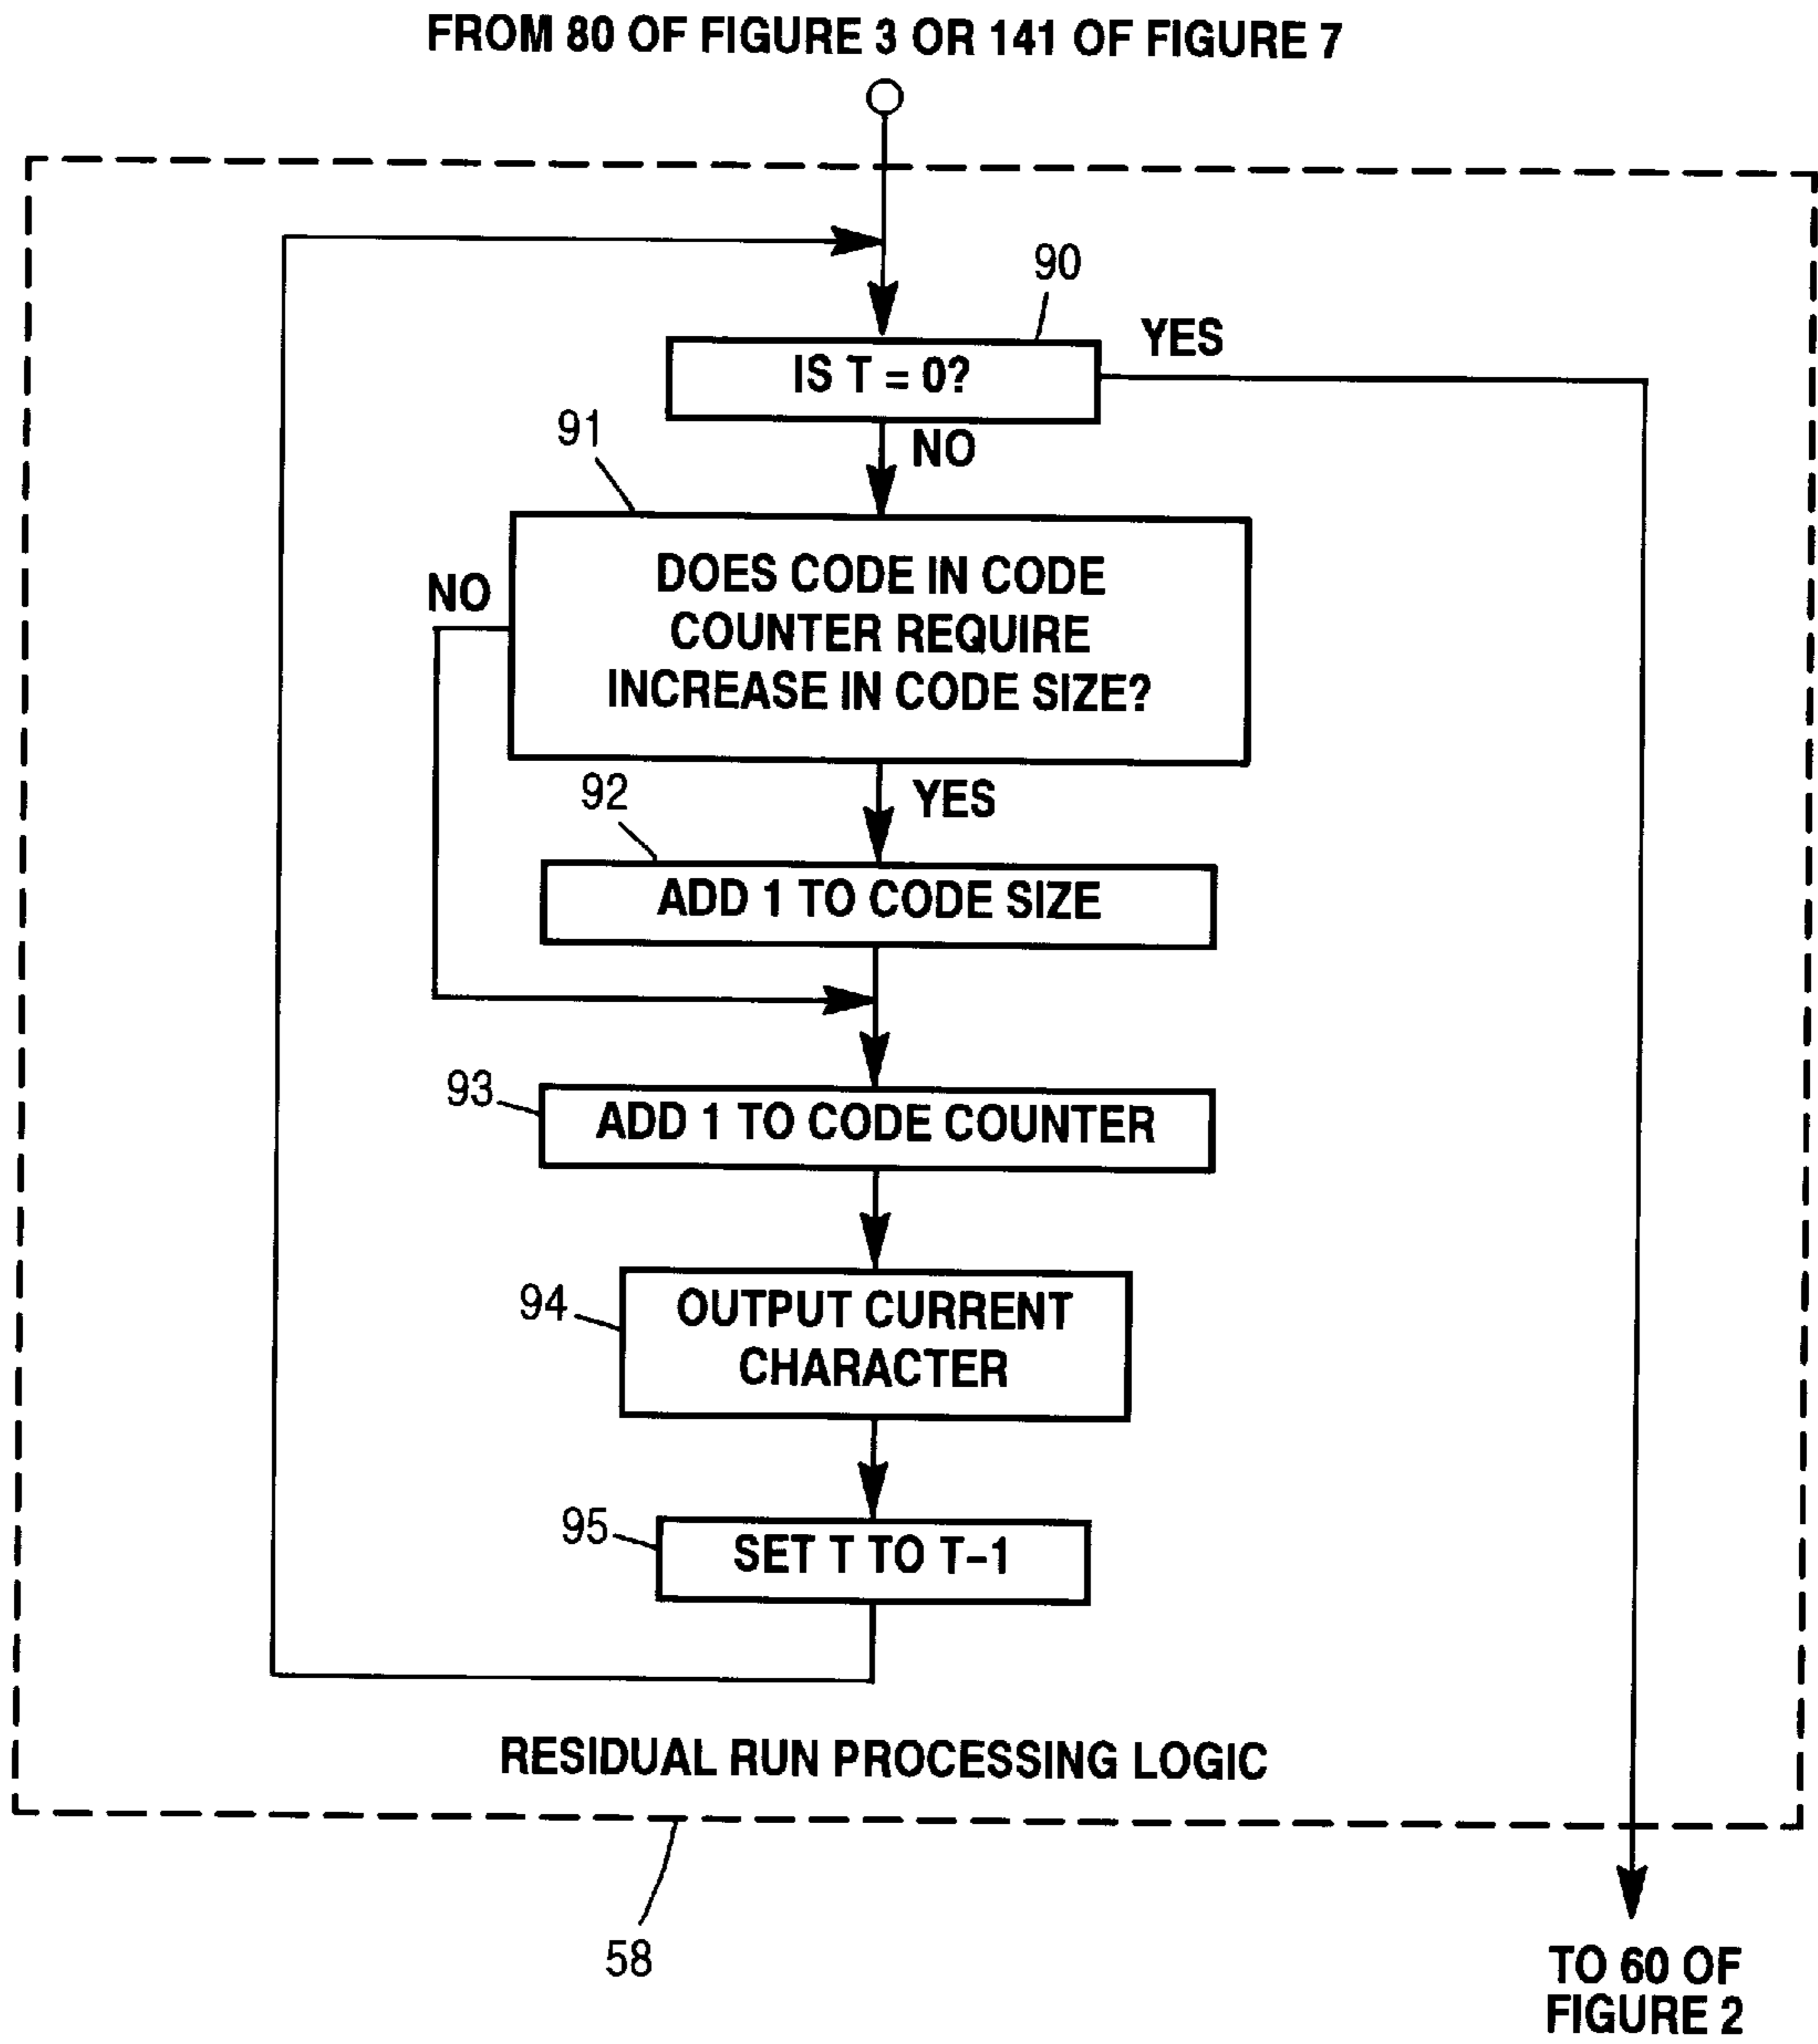 FROM 80 OF FIGURE 3 OR 141 OF FIGURE 7
90
IS T = 0?
YES
NO
91
DOES CODE IN CODE
COUNTER REQUIRE
INCREASE IN CODE SIZE?
NO
YES
92
ADD 1 TO CODE SIZE
93
ADD 1 TO CODE COUNTER
94
OUTPUT CURRENT
CHARACTER
95
SET T TO T-1
RESIDUAL RUN PROCESSING LOGIC
58
TO 60 OF
FIGURE 2